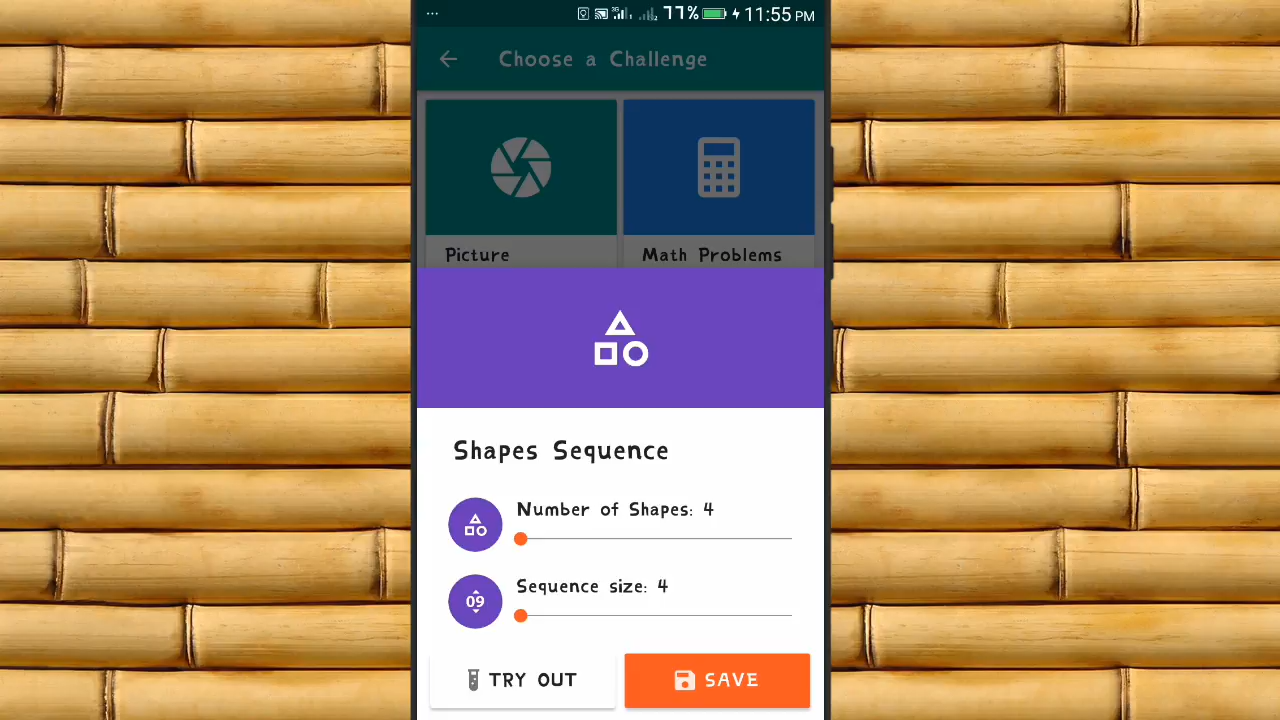 77% 11:55 PM
Choose a Challenge
Picture
Math Problems
Shapes Sequence
Number of Shapes: 4
09
Sequence size: 4
TRY OUT
SAVE